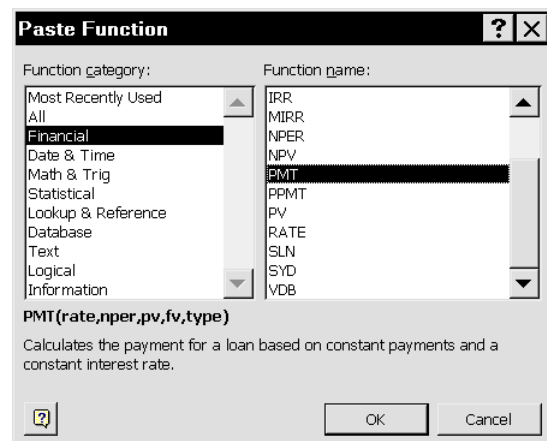 Paste Function ? X
Function category:
Most Recently Used
All
Financial
Date & Time
Math & Trig
Statistical
Lookup & Reference
Database
Text
Logical
Information
Function name:
IRR
MIRR
NPER
NPV
PMT
PPMT
PV
RATE
SLN
SYD
VDB
PMT(rate,nper,pv,fv,type)
Calculates the payment for a loan based on constant payments and a
constant interest rate.
?
OK
Cancel